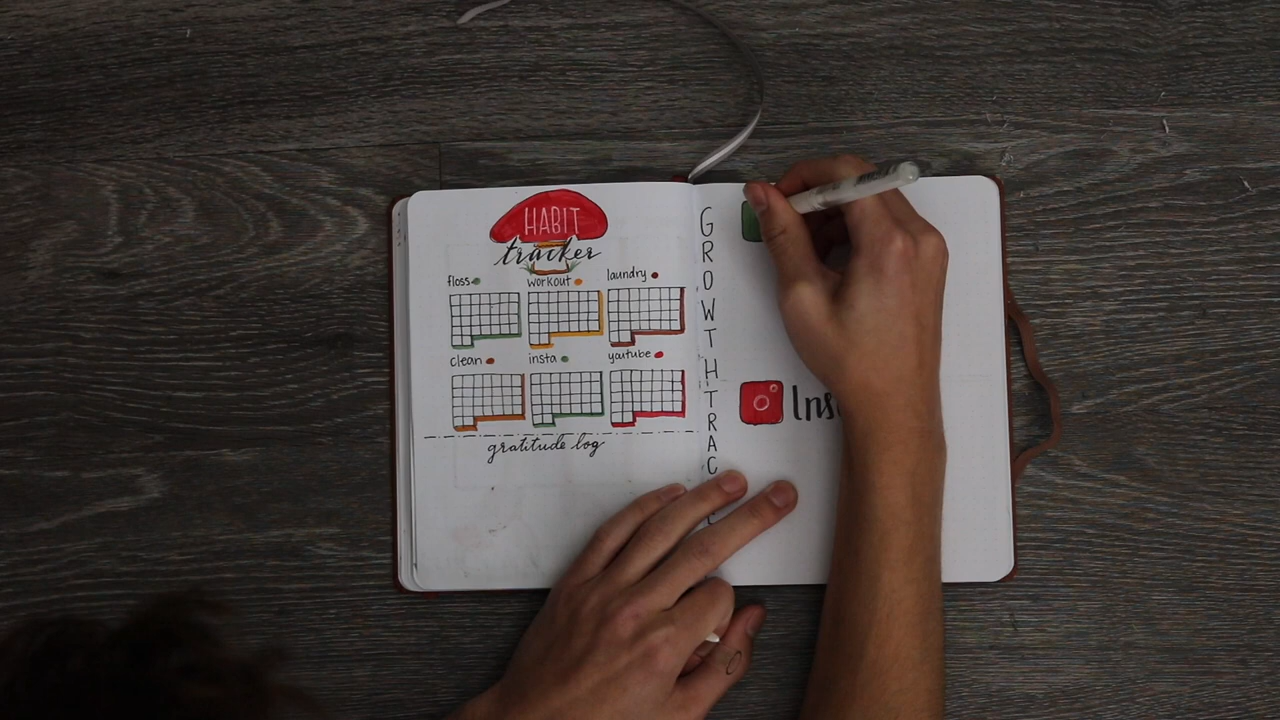 HABIT
tracker
floss workout laundry
clean insta youtube
gratitude log
GROWTH TRAC
Ins